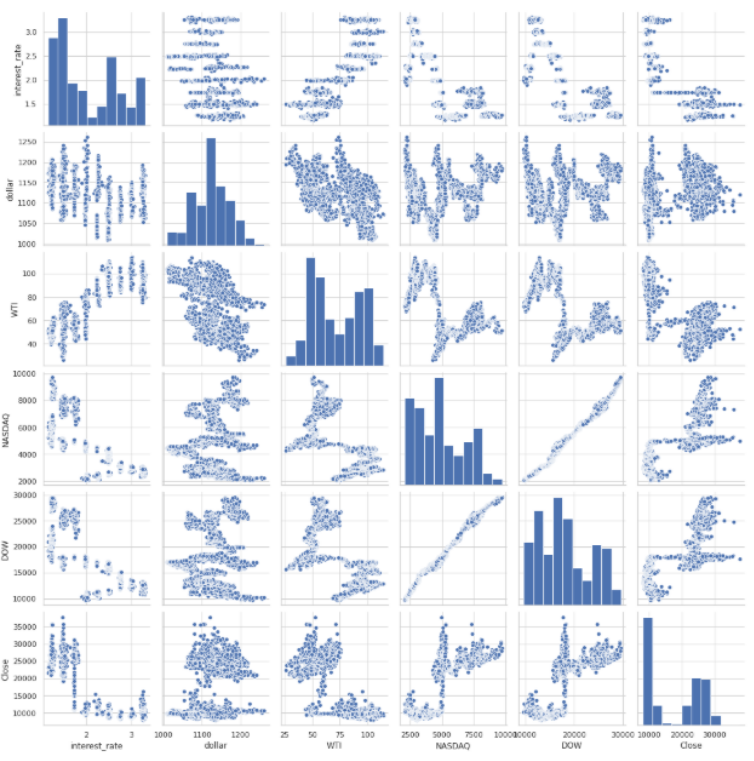 interest_rate
3.0
2.5
2.0
1.5
dollar
1250
1200
1150
1100
1050
1000
WTI
100
80
60
40
NASDAQ
10000
8000
6000
4000
2000
DOW
30000
25000
20000
15000
10000
Close
35000
30000
25000
20000
15000
10000
2 3
interest_rate
1000 1100 1200
dollar
25 50 75 100
WTI
2500 5000 7500 10000
NASDAQ
10000 20000 30000
DOW
10000 20000 30000
Close